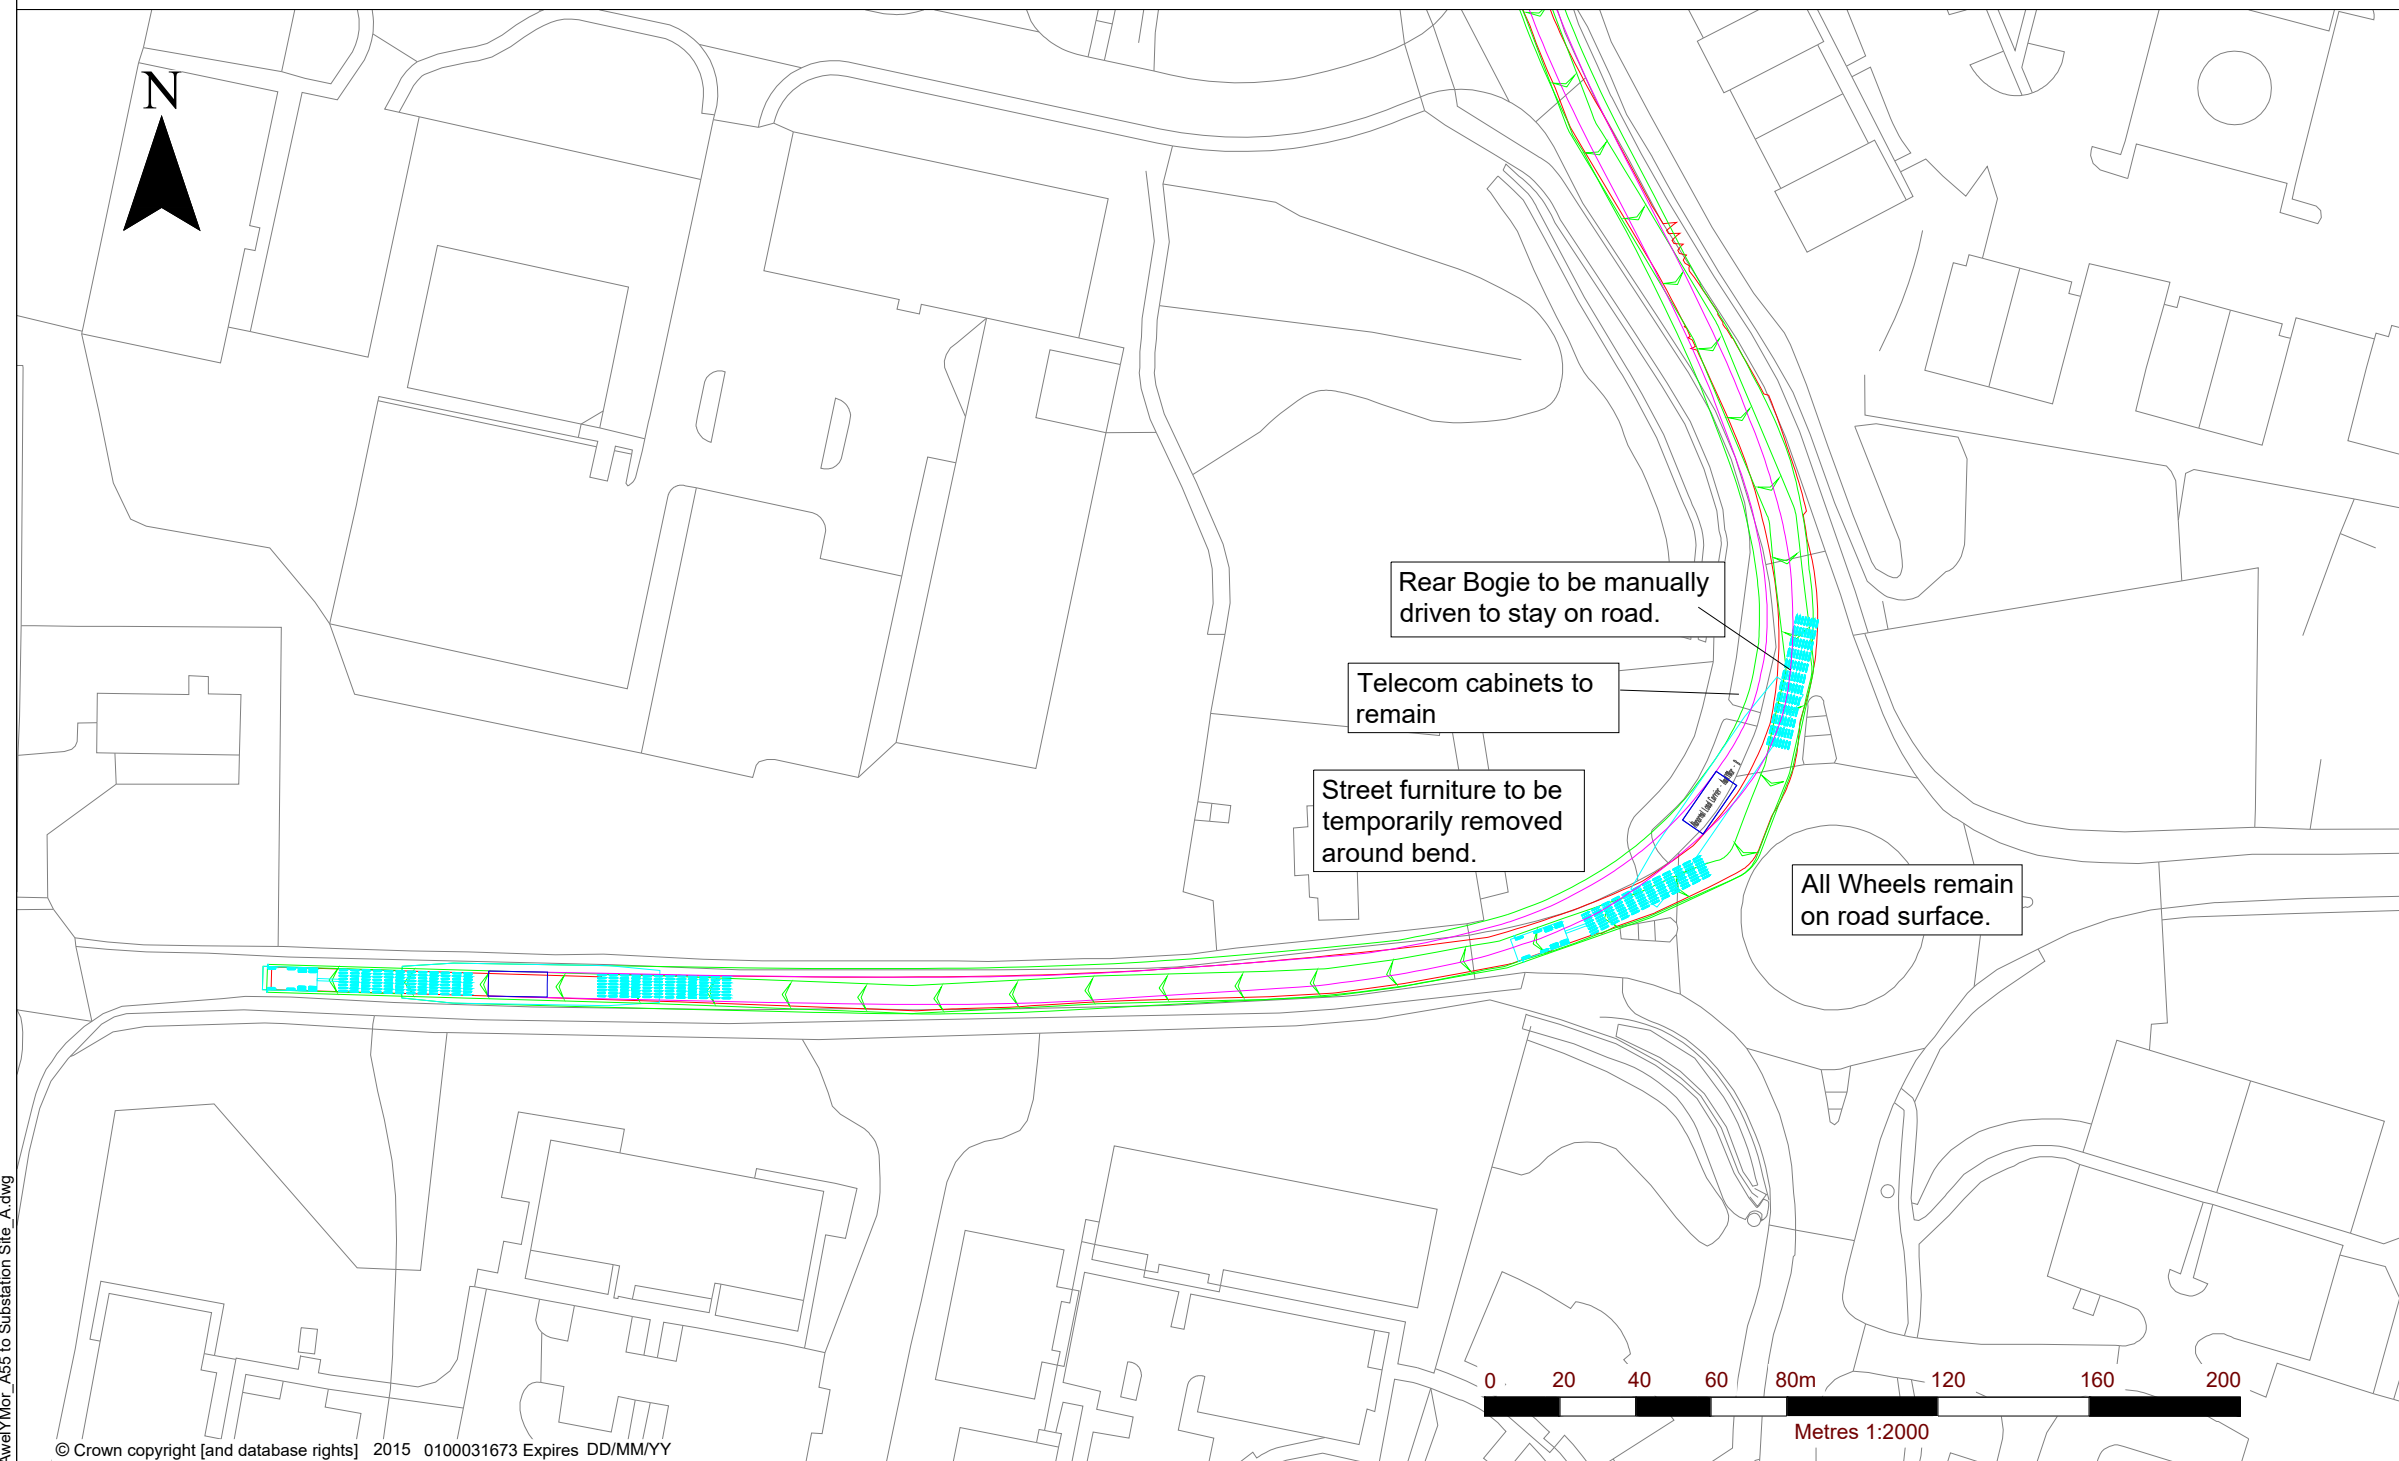 N
Rear Bogie to be manually
driven to stay on road.
Telecom cabinets to
remain
Street furniture to be
temporarily removed
around bend.
All Wheels remain
on road surface.
0 20 40 60 80m 120 160 200
Metres 1:2000
© Crown copyright [and database rights] 2015 0100031673 Expires DD/MM/YY
AwelYMor_A55 to Substation Site_A.dwg